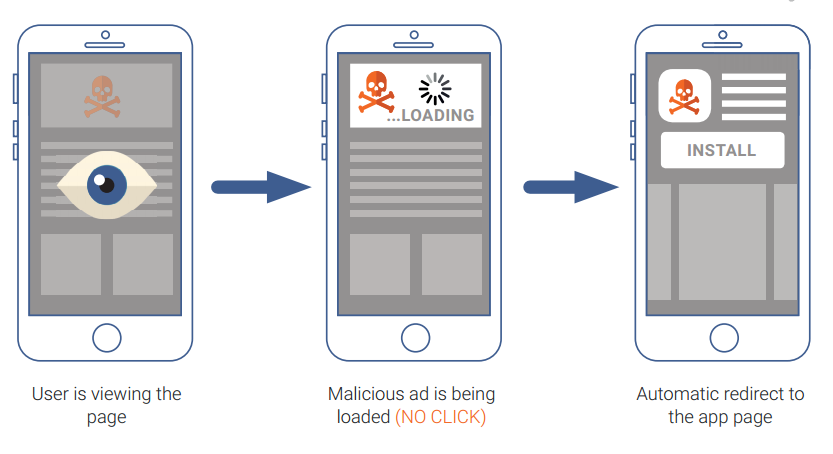 ...LOADING
INSTALL
User is viewing the
page
Malicious ad is being
loaded (NO CLICK)
Automatic redirect to
the app page